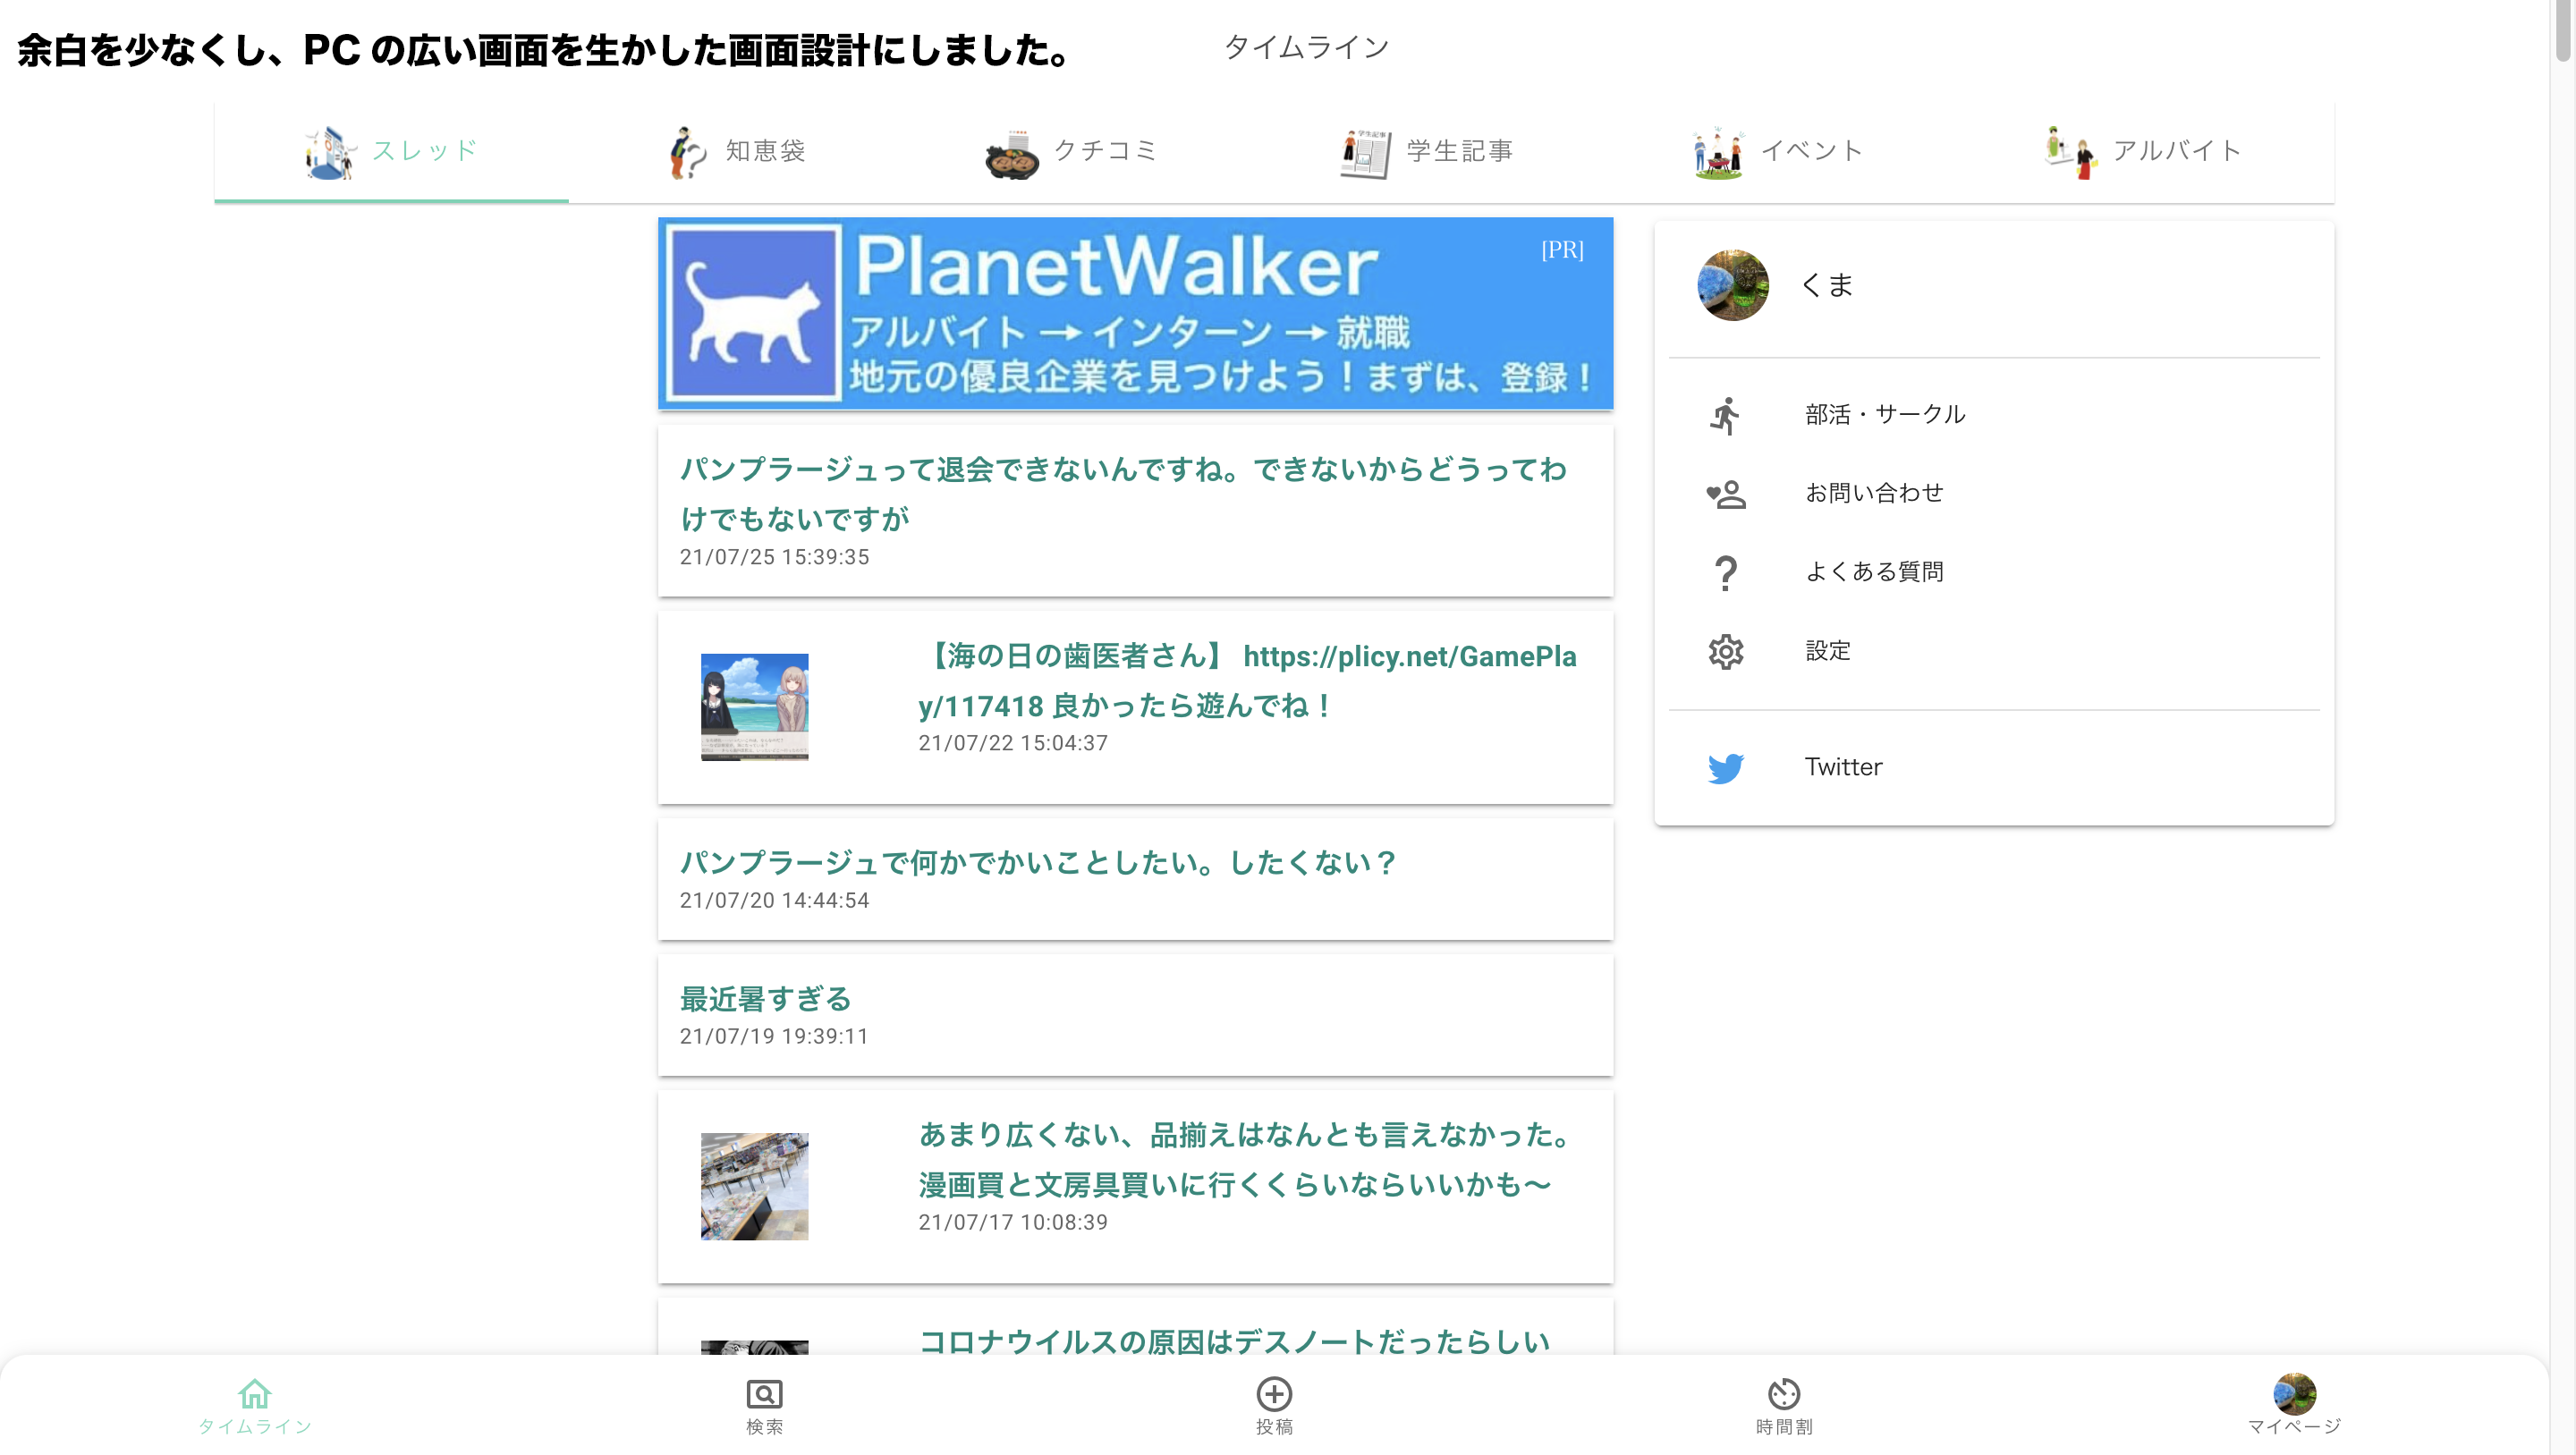 余白を少なくし、PC の広い画面を生かした画面設計にしました。
タイムライン
スレッド
知恵袋
クチコミ
学生記事
イベント
アルバイト
PlanetWalker
[PR]
アルバイト → インターン → 就職
地元の優良企業を見つけよう！まずは、登録！
くま
部活・サークル
お問い合わせ
よくある質問
設定
Twitter
パンプラージュって退会できないんですね。できないからどうってわ
けでもないですが
21/07/25 15:39:35
【海の日の歯医者さん】 https://plicy.net/GamePla
y/117418 良かったら遊んでね！
21/07/22 15:04:37
パンプラージュで何かでかいことしたい。したくない？
21/07/20 14:44:54
最近暑すぎる
21/07/19 19:39:11
あまり広くない、品揃えはなんとも言えなかった。
漫画買と文房具買いに行くくらいならいいかも〜
21/07/17 10:08:39
コロナウイルスの原因はデスノートだったらしい
タイムライン
検索
投稿
時間割
マイページ